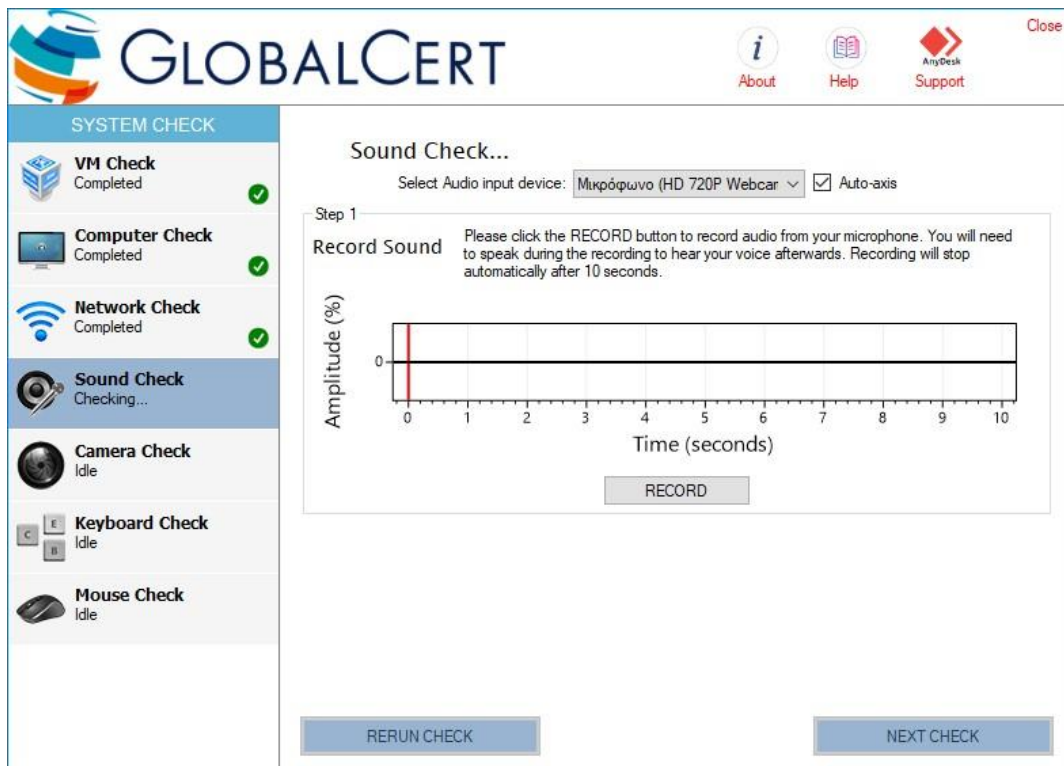 GLOBALCERT
Close
About
Help
AnyDesk
Support
SYSTEM CHECK
VM Check
Completed
Computer Check
Completed
Network Check
Completed
Sound Check
Checking...
Camera Check
Idle
C E B
Keyboard Check
Idle
Mouse Check
Idle
Sound Check...
Select Audio input device: Μικρόφωνο (HD 720P Webcar Auto-axis
Step 1
Record Sound
Please click the RECORD button to record audio from your microphone. You will need
to speak during the recording to hear your voice afterwards. Recording will stop
automatically after 10 seconds.
Amplitude (%)
0
0 1 2 3 4 5 6 7 8 9 10
Time (seconds)
RECORD
RERUN CHECK
NEXT CHECK